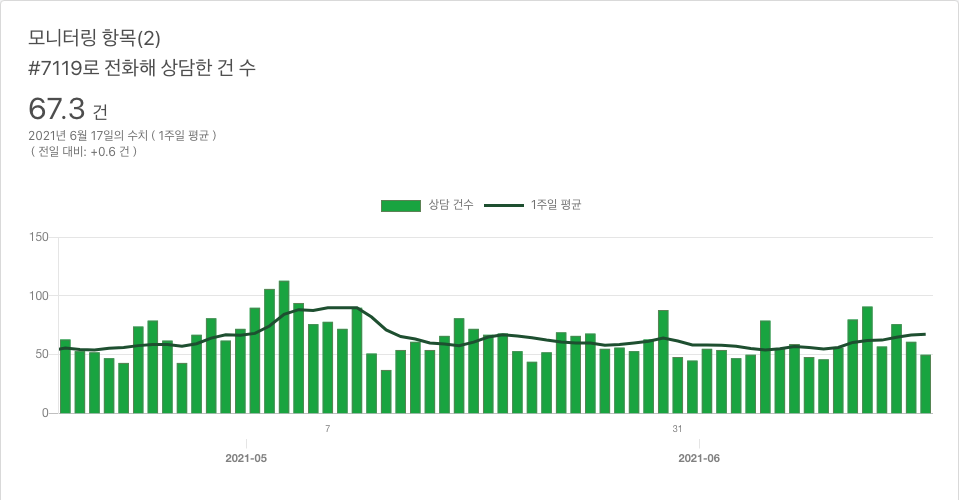 모니터링 항목(2)
#7119로 전화해 상담한 건 수
67.3 건
2021년 6월 17일의 수치 ( 1주일 평균 )
( 전일 대비: +0.6 건 )
상담 건수 1주일 평균
150
100
50
0
7 31
2021-05 2021-06